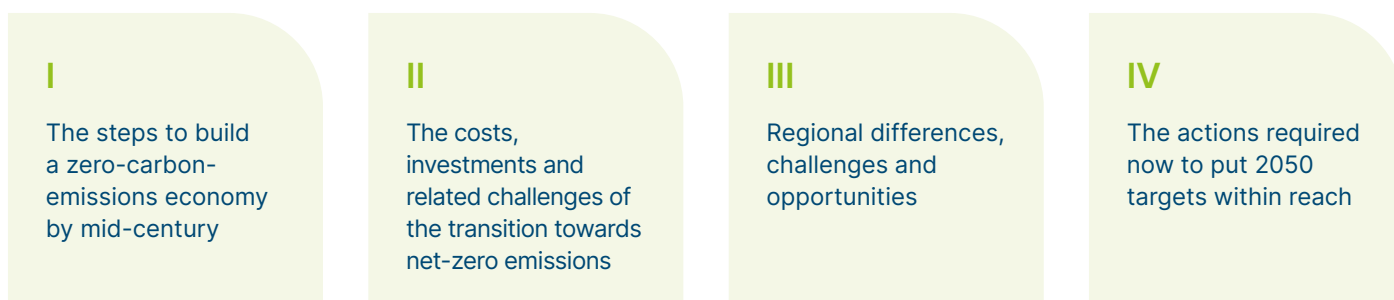 I
The steps to build
a zero-carbon-
emissions economy
by mid-century
II
The costs,
investments and
related challenges of
the transition towards
net-zero emissions
III
Regional differences,
challenges and
opportunities
IV
The actions required
now to put 2050
targets within reach